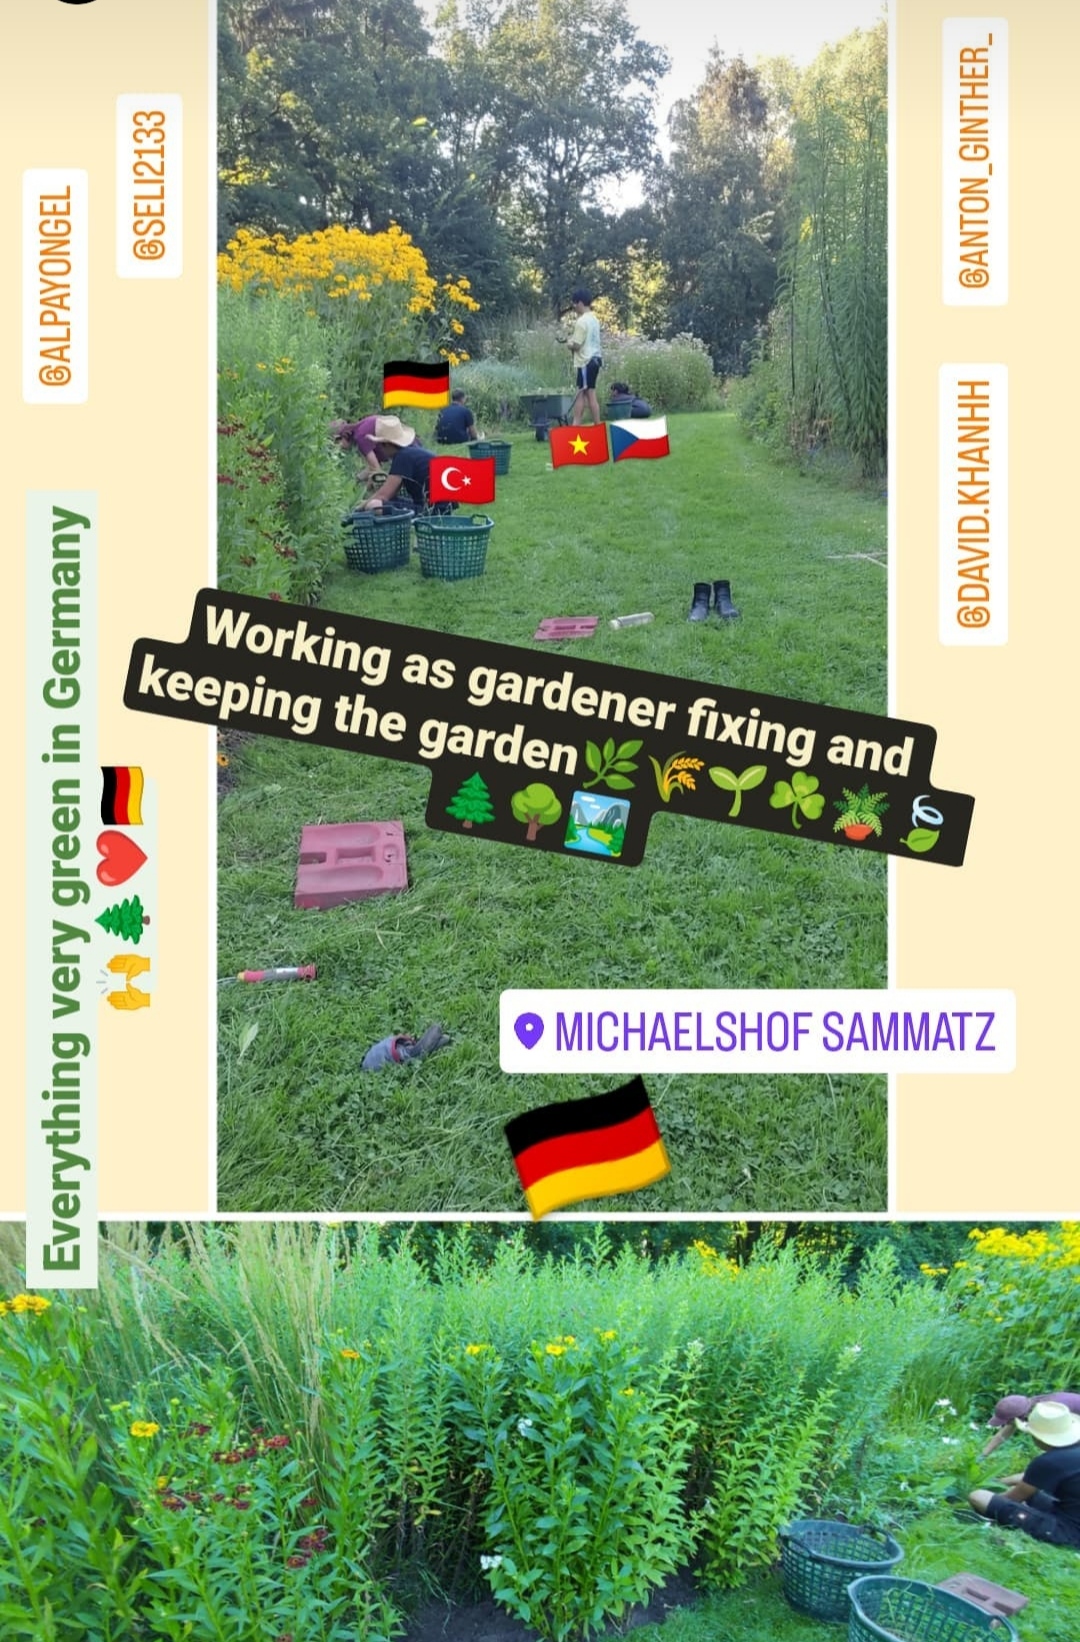 @ALPAYONGEL
@SELI2133
@ANTON_GINTHER_
@DAVID.KHANHH
Everything very green in Germany
Working as gardener fixing and
keeping the garden
MICHAELSHOF SAMMATZ